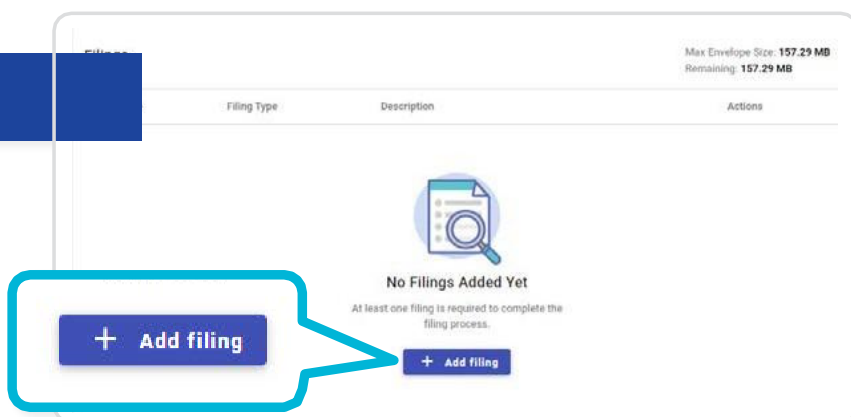 Max Envelope Size: 157.29 MB
Remaining: 157.29 MB
Filing Type Description Actions
No Filings Added Yet
At least one filing is required to complete the
filing process.
+ Add filing
+ Add filing